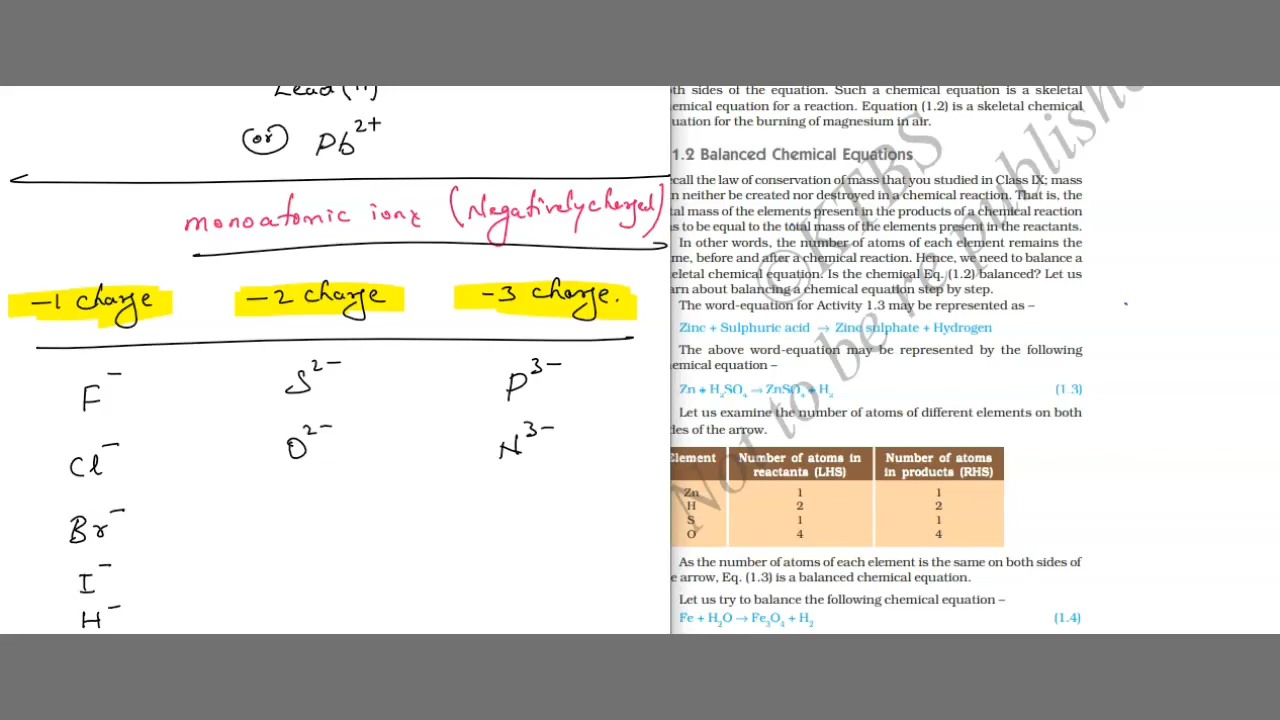 Lead (II)
(or) Pb2+
monoatomic ions (Negatively charged)
-1 charge -2 charge -3 charge.
F- S2- P3-
Cl- O2- N3-
Br-
I-
H-
th sides of the equation. Such a chemical equation is a skeletal
emical equation for a reaction. Equation (1.2) is a skeletal chemical
uation for the burning of magnesium in air.
1.2 Balanced Chemical Equations
call the law of conservation of mass that you studied in Class IX; mass
n neither be created nor destroyed in a chemical reaction. That is, the
tal mass of the elements present in the products of a chemical reaction
s to be equal to the total mass of the elements present in the reactants.
In other words, the number of atoms of each element remains the
me, before and after a chemical reaction. Hence, we need to balance a
eletal chemical equation. Is the chemical Eq. (1.2) balanced? Let us
arn about balancing a chemical equation step by step.
The word-equation for Activity 1.3 may be represented as –
Zinc + Sulphuric acid → Zinc sulphate + Hydrogen
The above word-equation may be represented by the following
emical equation –
Zn + H2SO4 → ZnSO4 + H2 (1.3)
Let us examine the number of atoms of different elements on both
les of the arrow.
Element Number of atoms in reactants (LHS) Number of atoms in products (RHS)
Zn 1 1
H 2 2
S 1 1
O 4 4
As the number of atoms of each element is the same on both sides of
e arrow, Eq. (1.3) is a balanced chemical equation.
Let us try to balance the following chemical equation –
Fe + H2O → Fe3O4 + H2 (1.4)
©KTBS
Not to be republishe